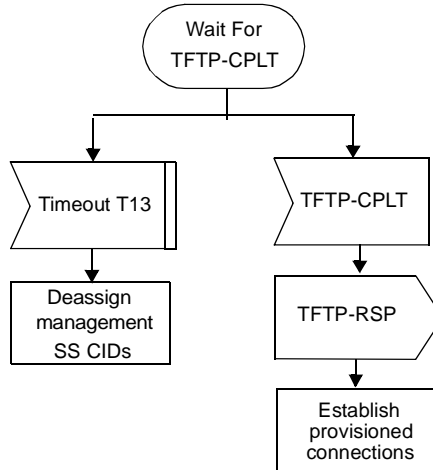 Wait For
TFTP-CPLT
Timeout T13
TFTP-CPLT
Deassign
management
SS CIDs
TFTP-RSP
Establish
provisioned
connections